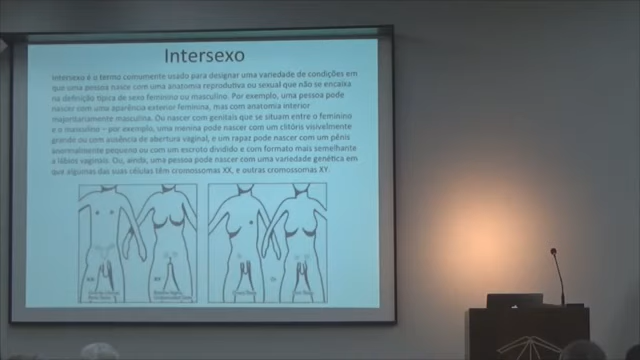 Intersexo
Intersexo é o termo comumente usado para designar uma variedade de condições em
que uma pessoa nasce com uma anatomia reprodutiva ou sexual que não se encaixa
na definição típica de sexo feminino ou masculino. Por exemplo, uma pessoa pode
nascer com uma aparência exterior feminina, mas com anatomia interior
majoritariamente masculina. Ou nascer com genitais que se situam entre o feminino
e o masculino – por exemplo, uma menina pode nascer com um clitóris visivelmente
grande ou com ausência de abertura vaginal, e um rapaz pode nascer com um pênis
anormalmente pequeno ou com um escroto dividido e com formato mais semelhante
a lábios vaginais. Ou, ainda, uma pessoa pode nascer com uma variedade genética em
que algumas das suas células têm cromossomas XX, e outras cromossomas XY.